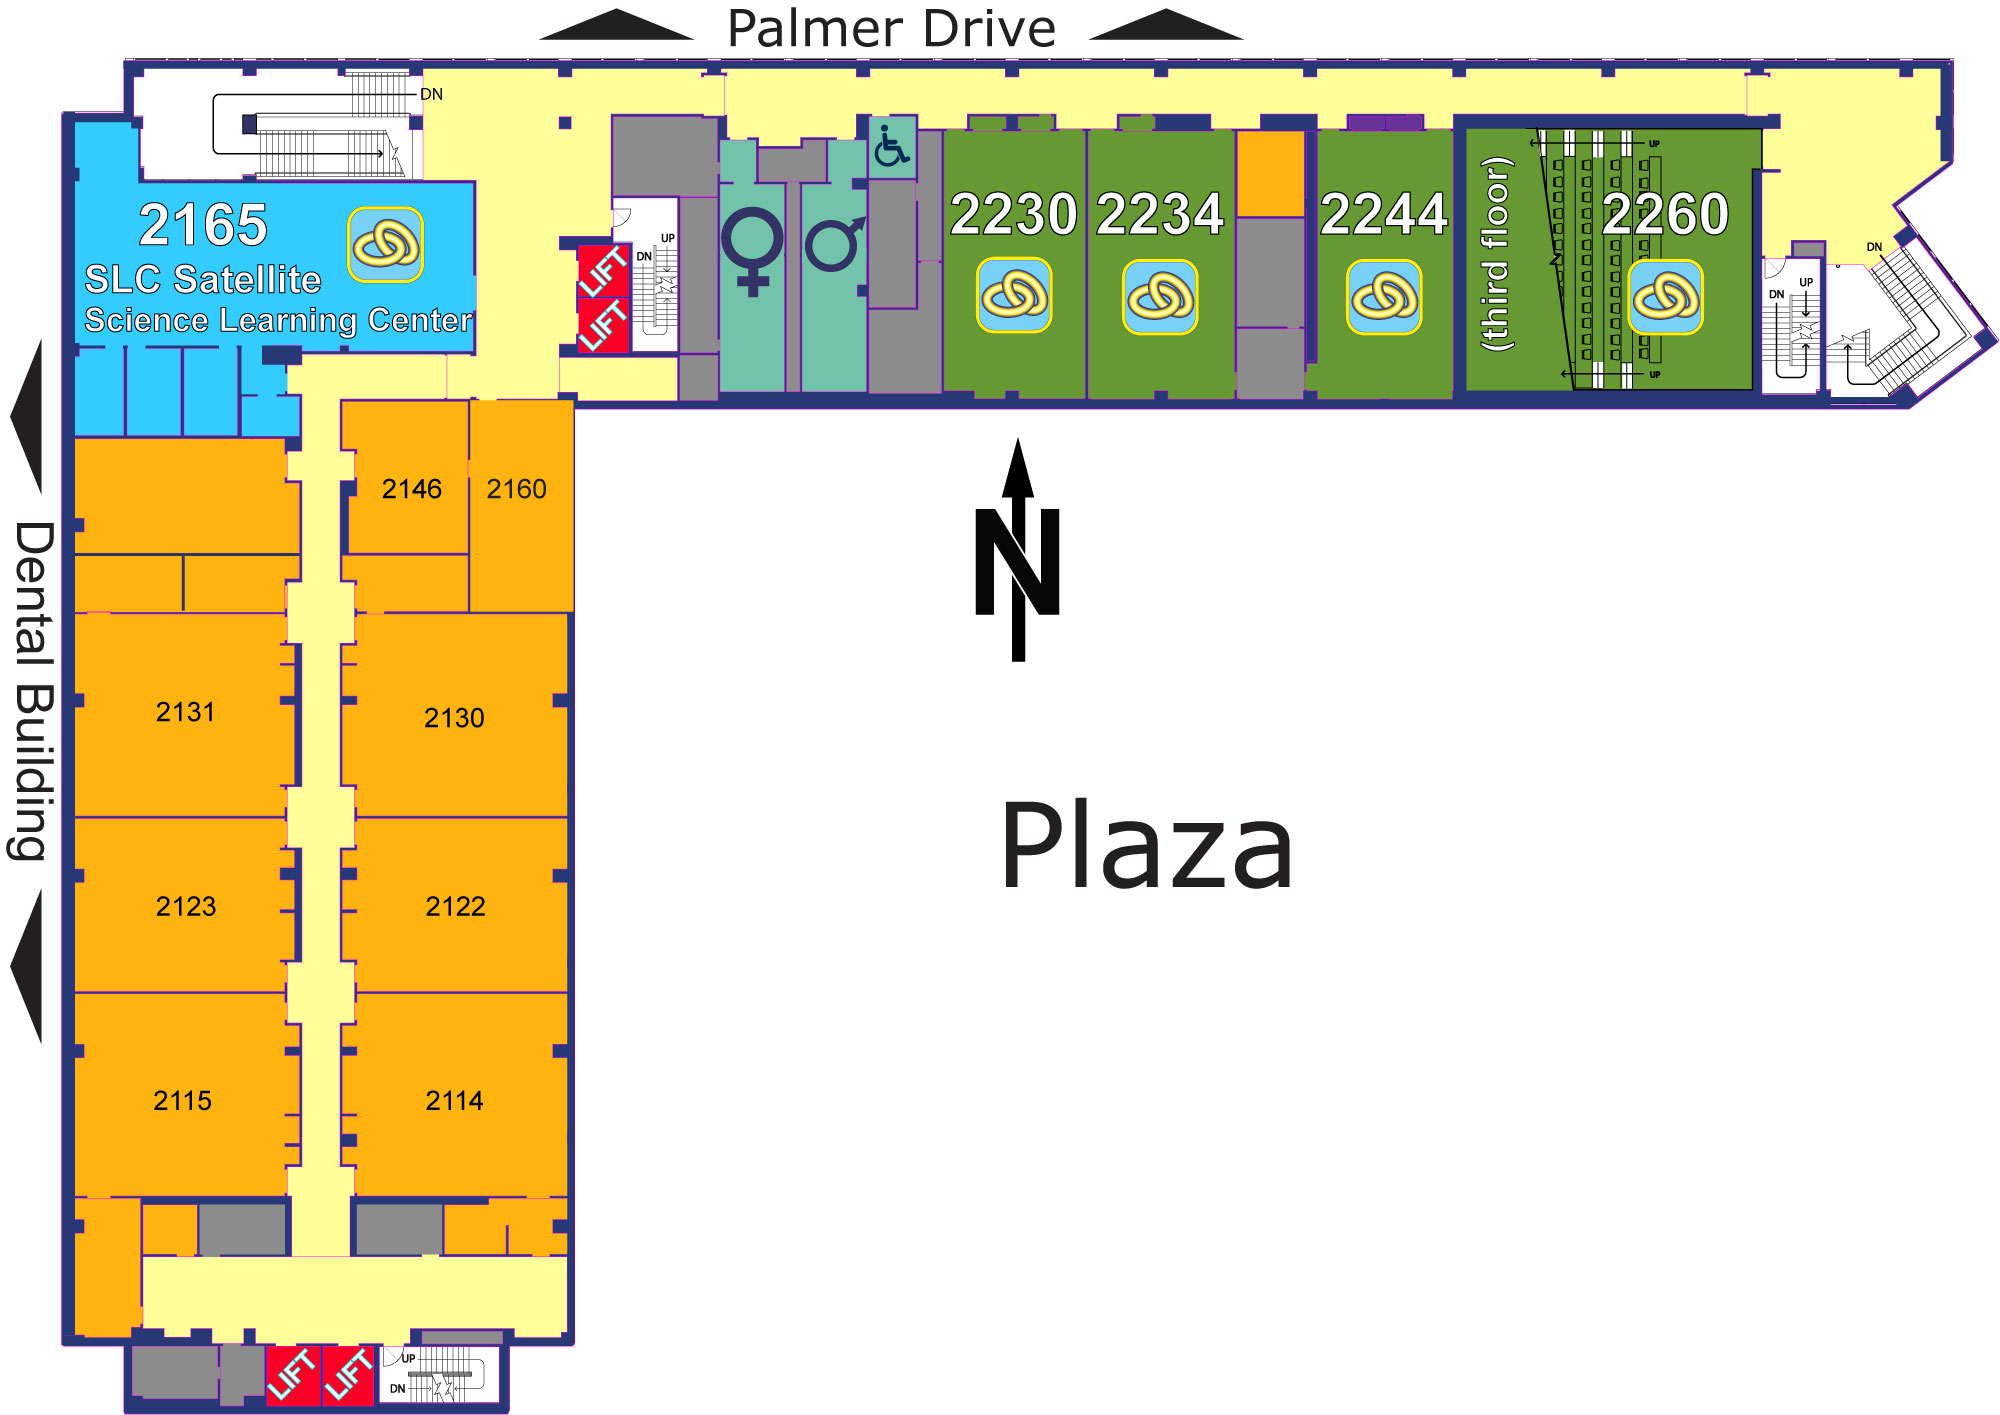 Palmer Drive
DN
UP
2165
SLC Satellite
Science Learning Center
UP
DN
LIFT
LIFT
2230
2234
2244
(third floor)
2260
UP
DN
DN
UP
2146
2160
N
Dental Building
2131
2130
Plaza
2123
2122
2115
2114
LIFT
LIFT
UP
DN